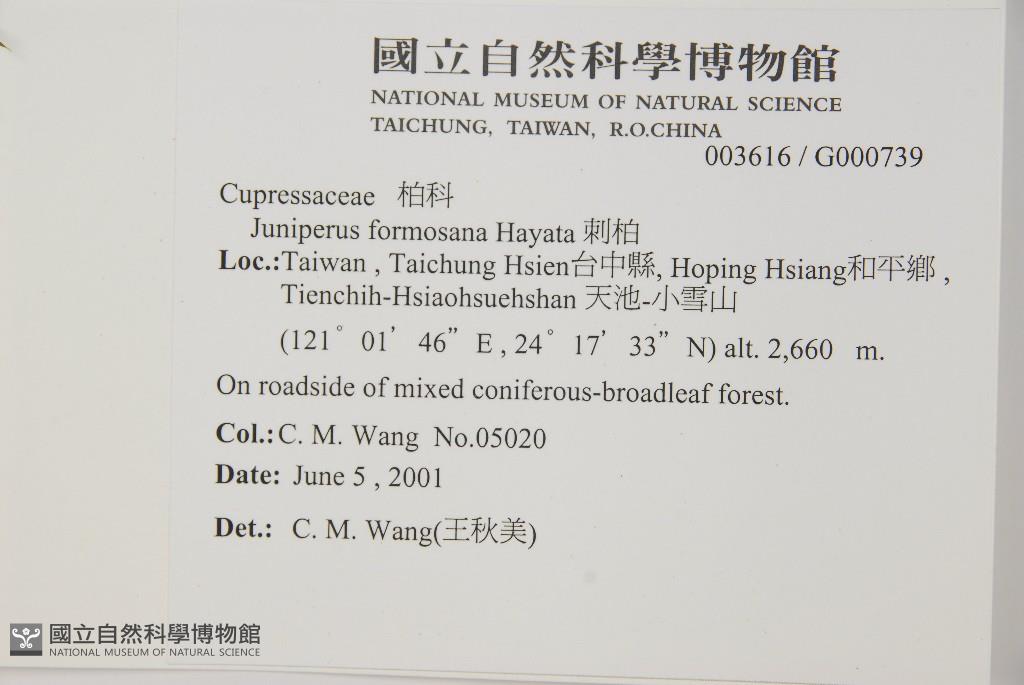 國立自然科學博物館
NATIONAL MUSEUM OF NATURAL SCIENCE
TAICHUNG, TAIWAN, R.O.CHINA
003616 / G000739
Cupressaceae 柏科
Juniperus formosana Hayata 刺柏
Loc.:Taiwan , Taichung Hsien台中縣, Hoping Hsiang和平鄉 ,
Tienchih-Hsiaohsuehshan 天池-小雪山
(121° 01’ 46” E , 24° 17’ 33” N) alt. 2,660 m.
On roadside of mixed coniferous-broadleaf forest.
Col.:C. M. Wang No.05020
Date: June 5 , 2001
Det.: C. M. Wang(王秋美)
國立自然科學博物館
NATIONAL MUSEUM OF NATURAL SCIENCE